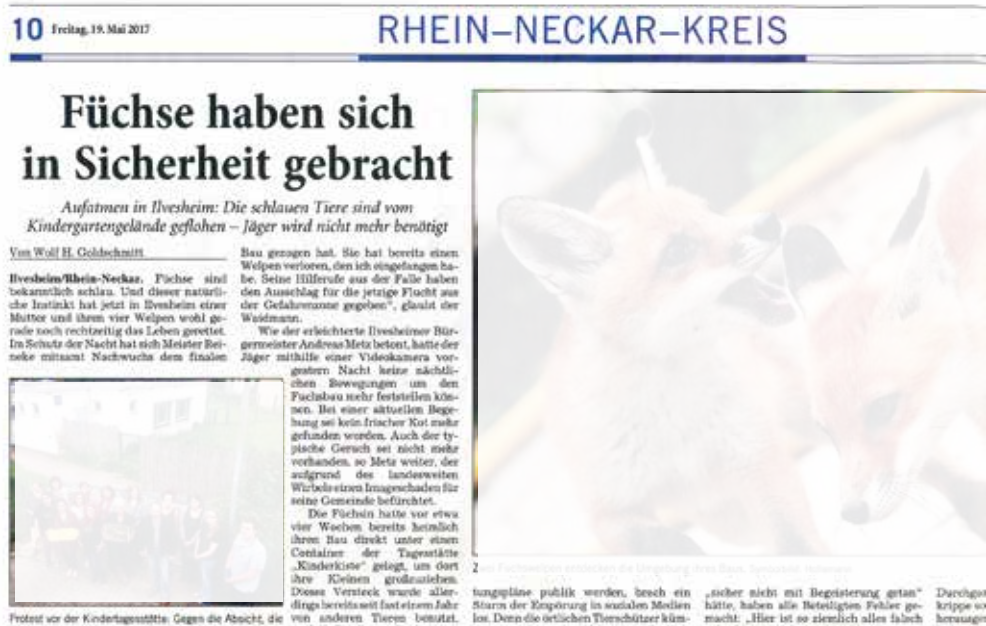 10 Freitag, 19. Mai 2017
RHEIN–NECKAR–KREIS
Füchse haben sich
in Sicherheit gebracht
Aufatmen in Ilvesheim: Die schlauen Tiere sind vom
Kindergartengelände geflohen – Jäger wird nicht mehr benötigt
Von Wolf H. Goldschmitt
Ilvesheim/Rhein-Neckar. Füchse sind
bekanntlich schlau. Und dieser natürli-
che Instinkt hat jetzt in Ilvesheim einer
Mutter und ihren vier Welpen wohl ge-
rade noch rechtzeitig das Leben gerettet.
Im Schutz der Nacht hat sich Meister Rei-
neke mitsamt Nachwuchs dem finalen
Protest vor der Kindertagesstätte: Gegen die Absicht, die
Bau gezogen hat. Sie hat bereits einen
Welpen verloren, den ich eingefangen ha-
be. Seine Hilferufe aus der Falle haben
den Ausschlag für die jetzige Flucht aus
der Gefahrenzone gegeben“, glaubt der
Waidmann.
Wie der erleichterte Ilvesheimer Bür-
germeister Andreas Metz betont, hatte der
Jäger mithilfe einer Videokamera vor-
gestern Nacht keine nächtli-
chen Bewegungen um den
Fuchsbau mehr feststellen kön-
nen. Bei einer aktuellen Bege-
hung sei kein frischer Kot mehr
gefunden worden. Auch der ty-
pische Geruch sei nicht mehr
vorhanden, so Metz weiter, der
aufgrund des landesweiten
Wirbels einen Imageschaden für
seine Gemeinde befürchtet.
Die Füchsin hatte vor etwa
vier Wochen bereits heimlich
ihren Bau direkt unter einen
Container der Tagesstätte
„Kinderkiste“ gelegt, um dort
ihre Kleinen großzuziehen.
Dieses Versteck wurde aller-
dings bereits seit fast einem Jahr
von anderen Tieren benutzt,
tungspläne publik werden, brach ein
Sturm der Empörung in sozialen Medien
los. Denn die örtlichen Tierschützer küm-
„sicher nicht mit Begeisterung getan“
hätte, haben alle Beteiligten Fehler ge-
macht: „Hier ist so ziemlich alles falsch